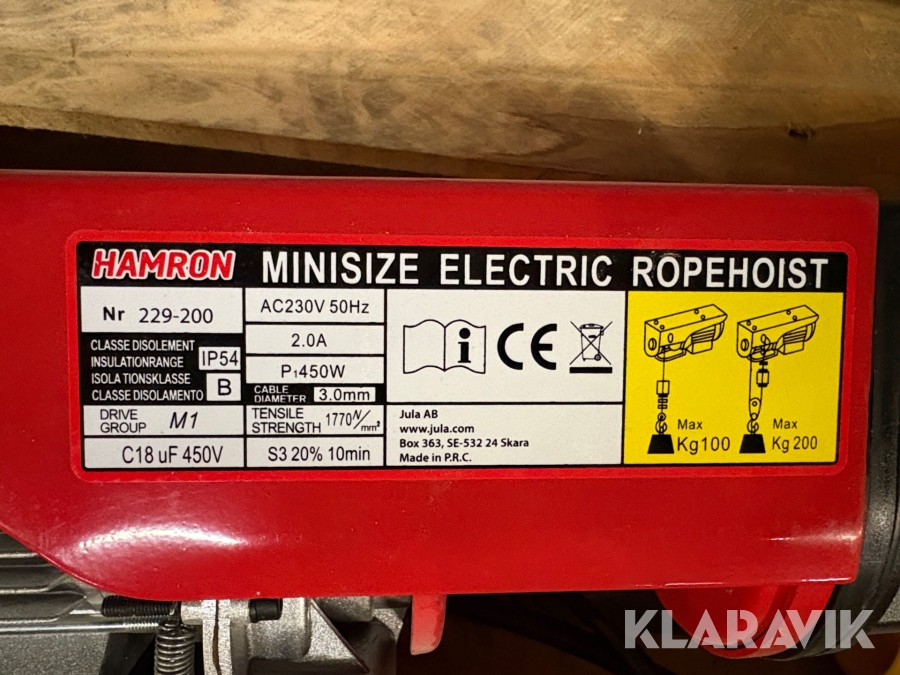 HAMRON MINISIZE ELECTRIC ROPEHOIST
Nr 229-200
CLASSE DISOLEMENT
INSULATIONRANGE
ISOLATIONSKLASSE
CLASSE DISOLAMENTO
IP54
B
DRIVE
GROUP
M1
C18 uF 450V
AC230V 50Hz
2.0A
P₁450W
CABLE
DIAMETER
3.0mm
TENSILE
STRENGTH
1770N/mm²
S3 20% 10min
i
CE
Jula AB
www.jula.com
Box 363, SE-532 24 Skara
Made in P.R.C.
Max
Kg100
Max
Kg 200
KLARAVIK